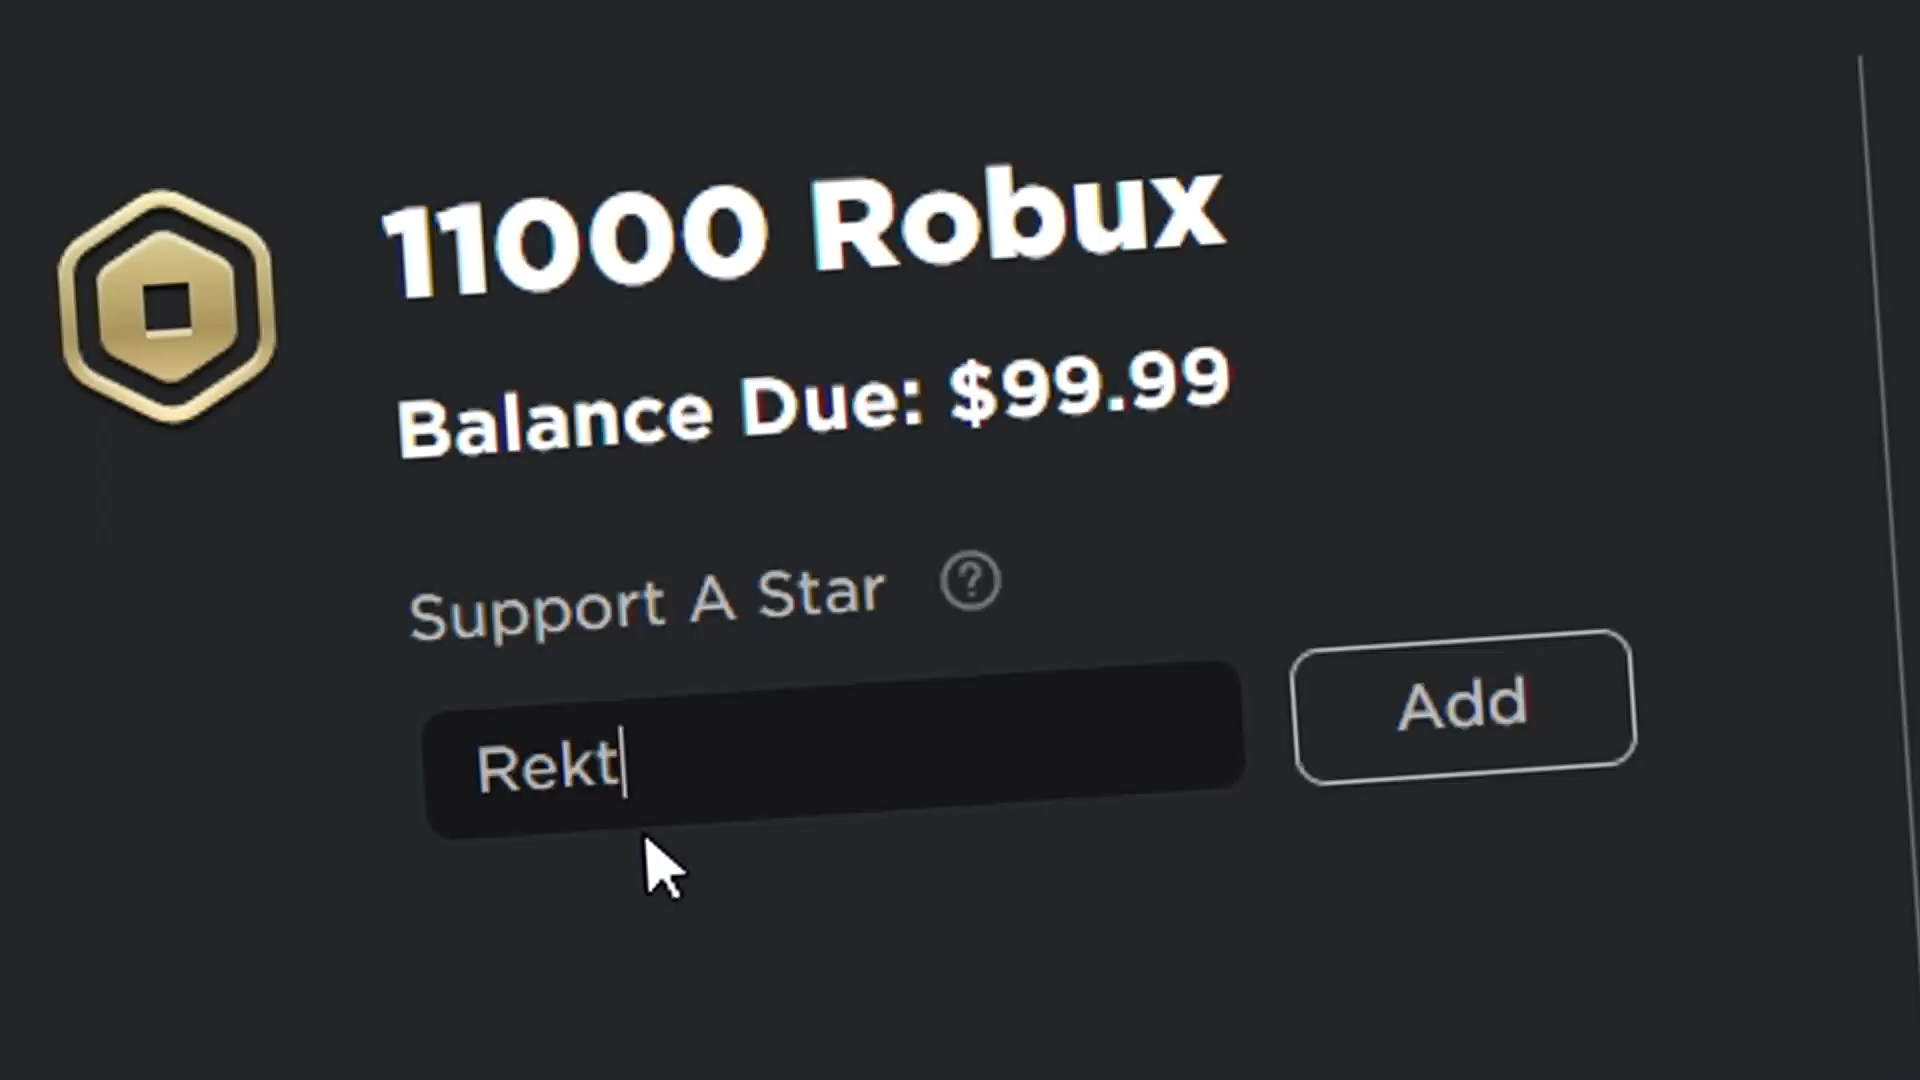 11000 Robux
Balance Due: $99.99
Support A Star ?
Rekt
Add